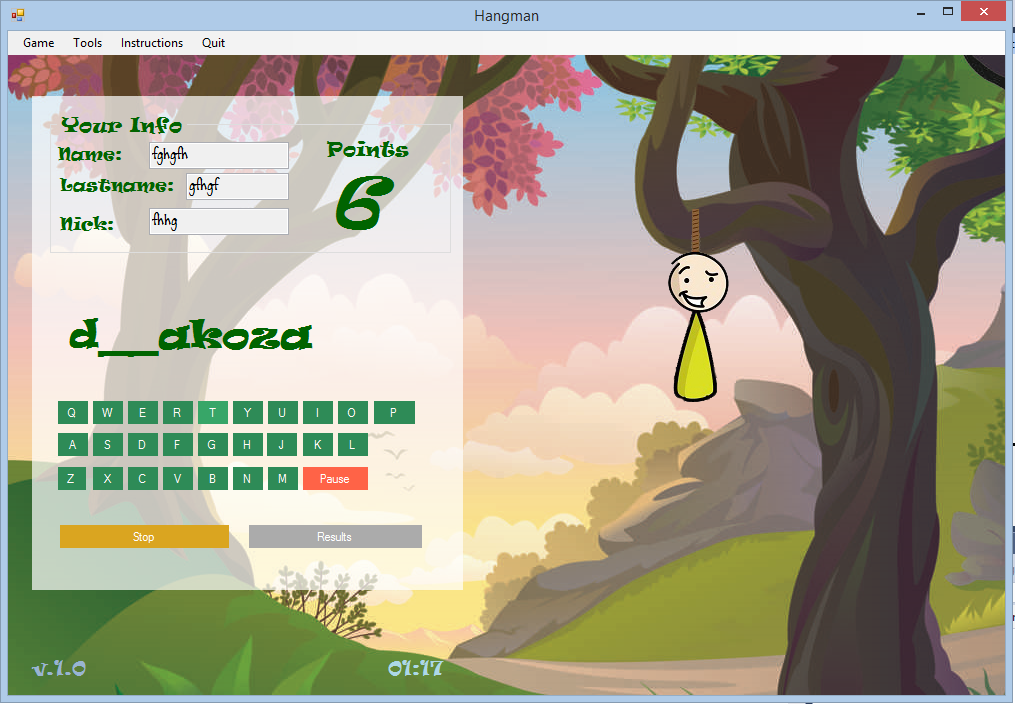 Hangman
Game Tools Instructions Quit
Your Info
Name: fghgfh
Points
Lastname: gfhgf
6
Nick: fhhg
d__akoza
Q W E R T Y U I O P
A S D F G H J K L
Z X C V B N M Pause
Stop Results
v.1.0 01:17